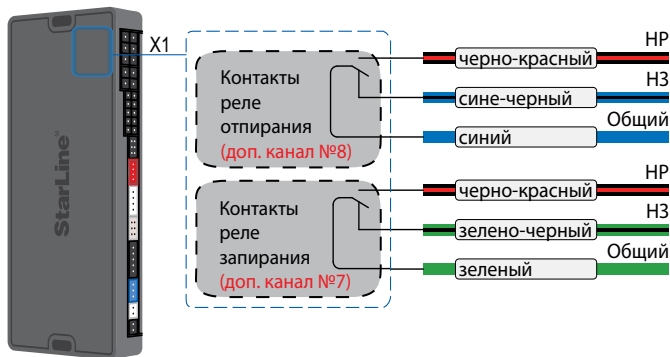 X1
StarLine
Контакты
реле
отпирания
(доп. канал №8)
черно-красный
НР
сине-черный
НЗ
синий
Общий
Контакты
реле
запирания
(доп. канал №7)
черно-красный
НР
зелено-черный
НЗ
зеленый
Общий